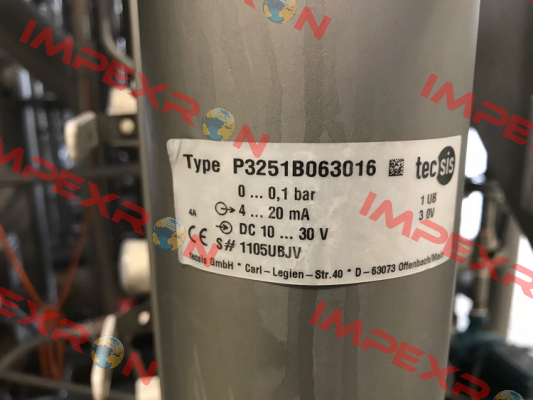 IMPEXRON
IMPEXRON
IMPEXRON
IMPEXRON
IMPEXRON
Type P3251B063016
tecsis
0 ... 0,1 bar
1 UB
4 ... 20 mA
3 0V
4A
DC 10 ... 30 V
CE S# 1105UBJV
tecsis GmbH * Carl-Legien-Str.40 * D-63073 Offenbach/Main